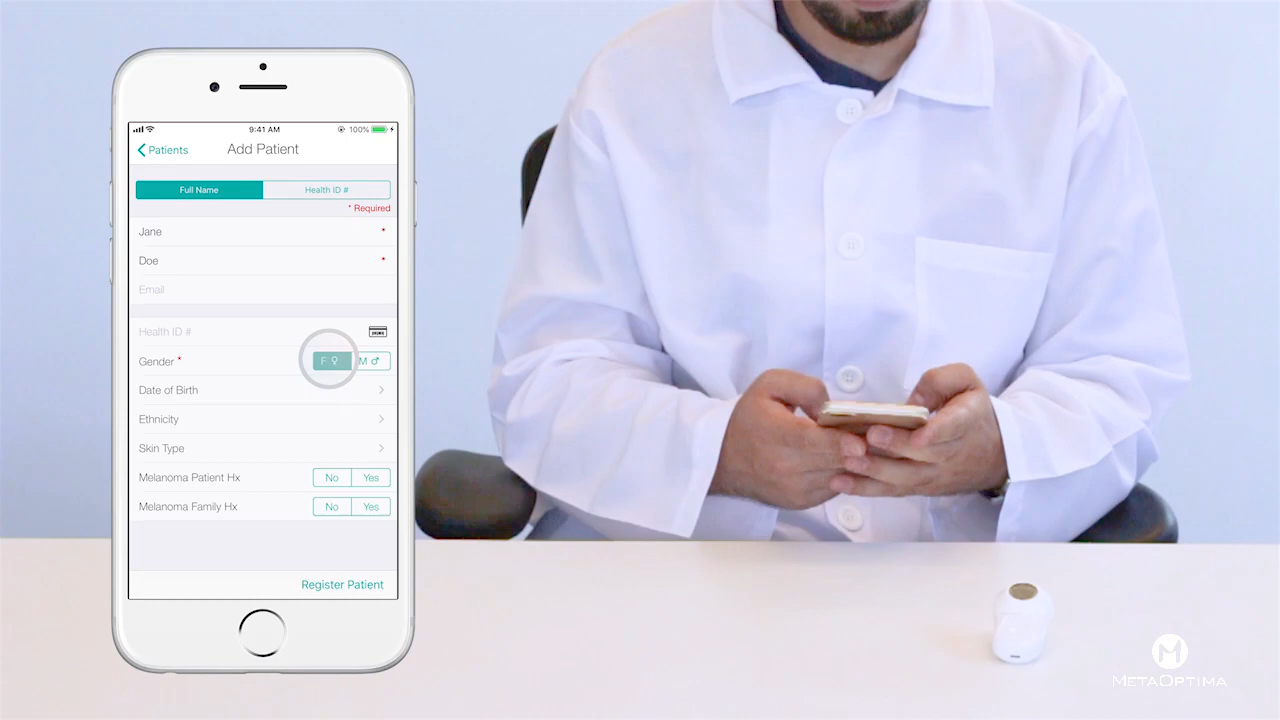 9:41 AM 100%
Patients Add Patient
Full Name Health ID #
* Required
Jane *
Doe *
Email
Health ID #
Gender * F M
Date of Birth
Ethnicity
Skin Type
Melanoma Patient Hx No Yes
Melanoma Family Hx No Yes
Register Patient
M
METAOPTIMA